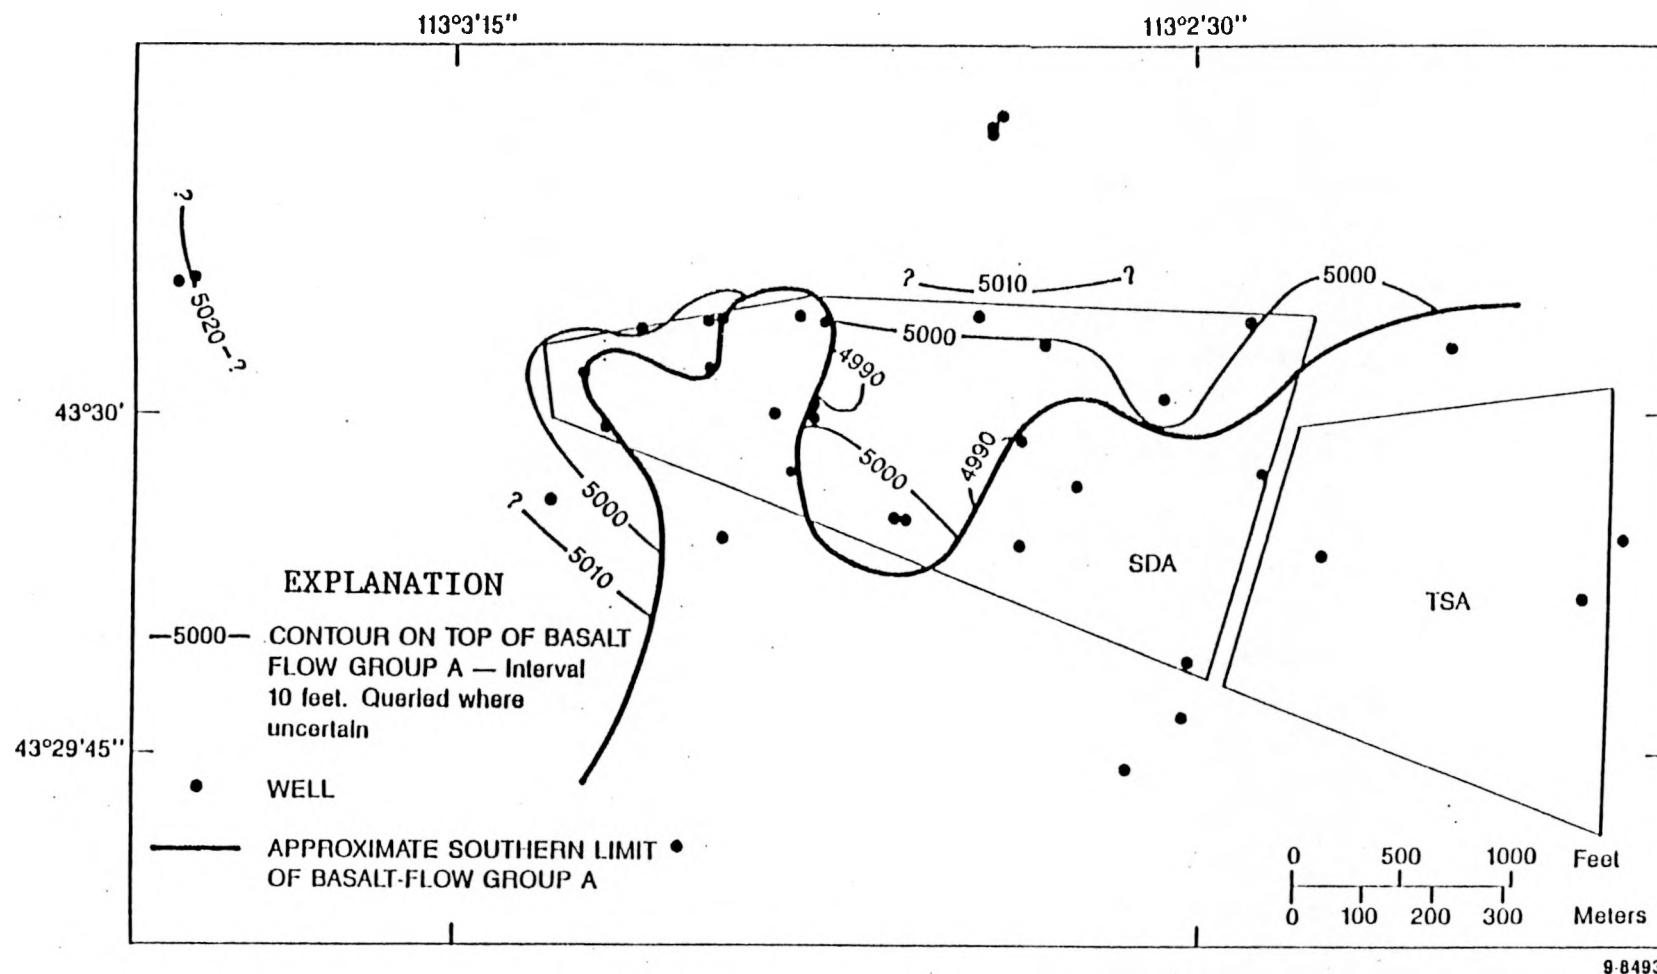 113°3'15"
113°2'30"
?
5020
?
? 5010 ?
5000
5000
4990
43°30'
5000
4990
5000
?
5010
SDA
TSA
EXPLANATION
—5000— CONTOUR ON TOP OF BASALT
FLOW GROUP A — Interval
10 feet. Queried where
uncertain
43°29'45"
WELL
APPROXIMATE SOUTHERN LIMIT
OF BASALT-FLOW GROUP A
0 500 1000 Feet
0 100 200 300 Meters
9-8493